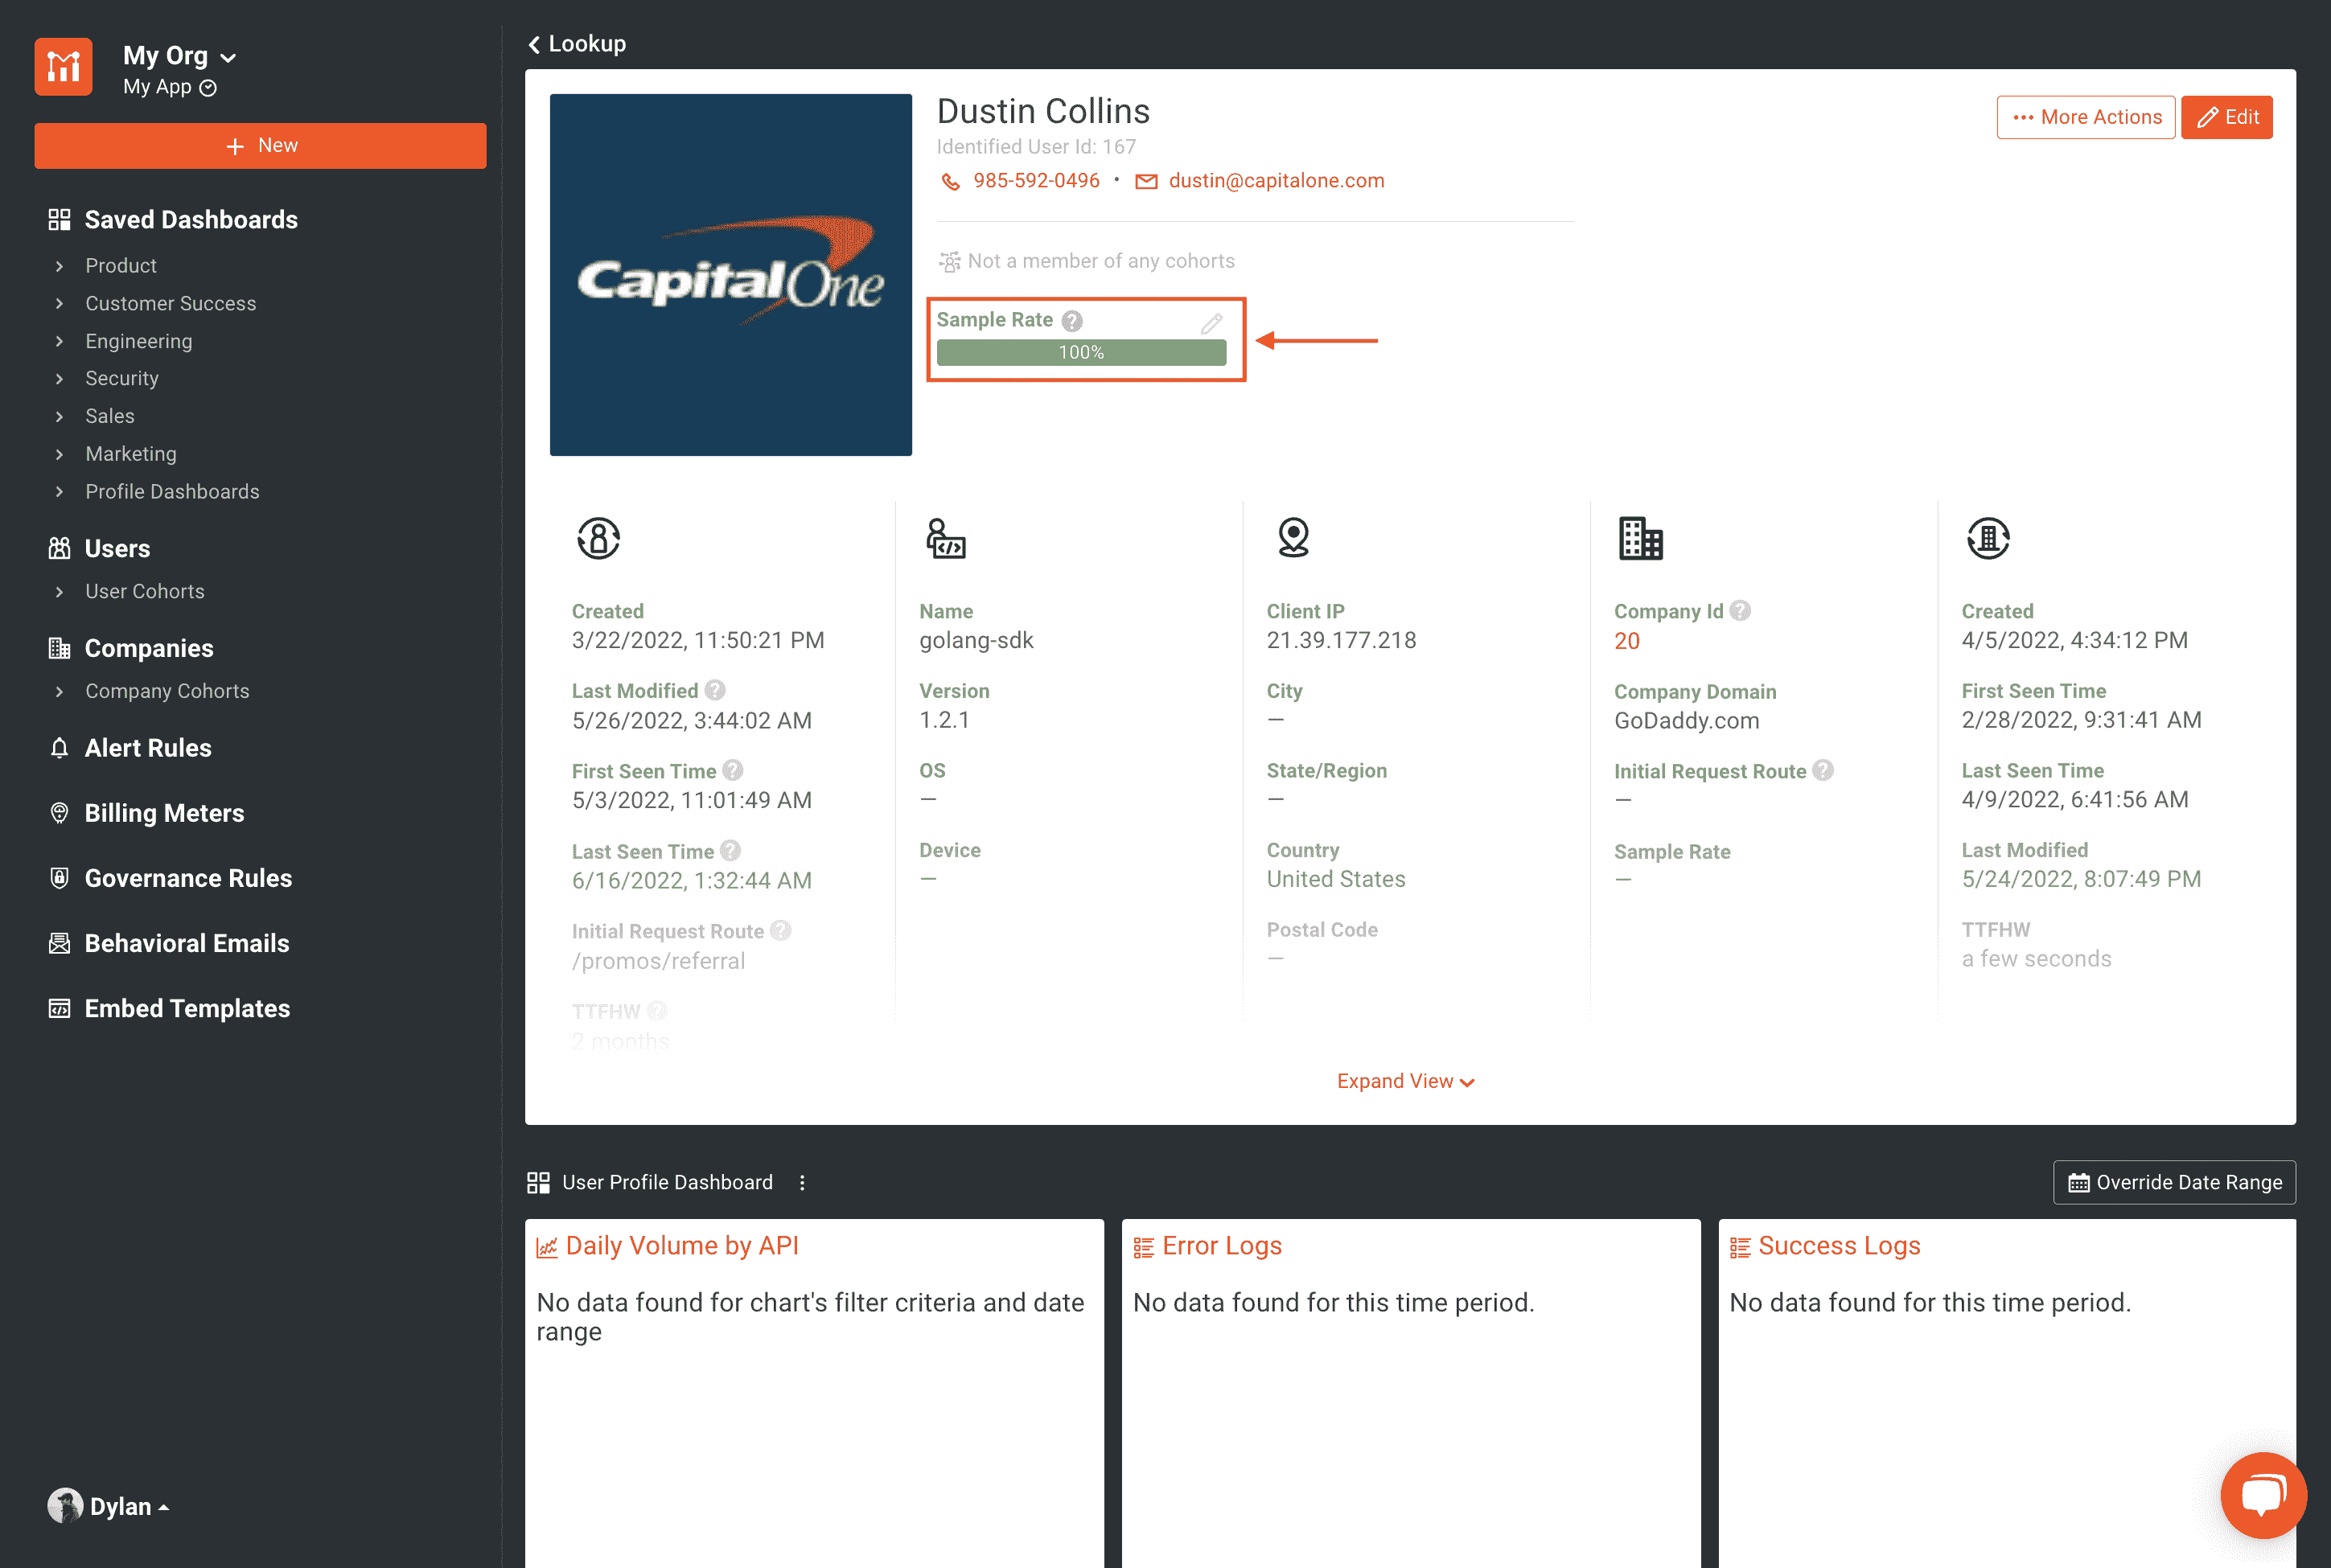 My Org
My App
New
Saved Dashboards
Product
Customer Success
Engineering
Security
Sales
Marketing
Profile Dashboards
Users
User Cohorts
Companies
Company Cohorts
Alert Rules
Billing Meters
Governance Rules
Behavioral Emails
Embed Templates
Dylan
Lookup
CapitalOne
Dustin Collins
Identified User Id: 167
985-592-0496 • dustin@capitalone.com
More Actions
Edit
Not a member of any cohorts
Sample Rate ?
100%
Created
3/22/2022, 11:50:21 PM
Last Modified ?
5/26/2022, 3:44:02 AM
First Seen Time ?
5/3/2022, 11:01:49 AM
Last Seen Time ?
6/16/2022, 1:32:44 AM
Initial Request Route ?
/promos/referral
TTFHW ?
2 months
Name
golang-sdk
Version
1.2.1
OS
—
Device
—
Client IP
21.39.177.218
City
—
State/Region
—
Country
United States
Postal Code
—
Company Id ?
20
Company Domain
GoDaddy.com
Initial Request Route ?
—
Sample Rate
—
Created
4/5/2022, 4:34:12 PM
First Seen Time
2/28/2022, 9:31:41 AM
Last Seen Time
4/9/2022, 6:41:56 AM
Last Modified
5/24/2022, 8:07:49 PM
TTFHW
a few seconds
Expand View
User Profile Dashboard
Override Date Range
Daily Volume by API
No data found for chart's filter criteria and date
range
Error Logs
No data found for this time period.
Success Logs
No data found for this time period.